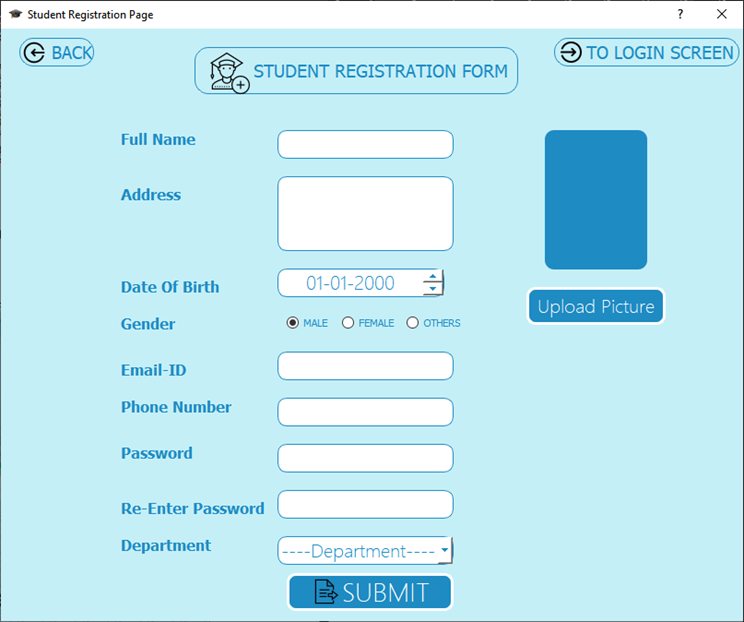 Student Registration Page
?
BACK
STUDENT REGISTRATION FORM
TO LOGIN SCREEN
Full Name
Address
Date Of Birth
01-01-2000
Upload Picture
Gender
MALE
FEMALE
OTHERS
Email-ID
Phone Number
Password
Re-Enter Password
Department
----Department----
SUBMIT